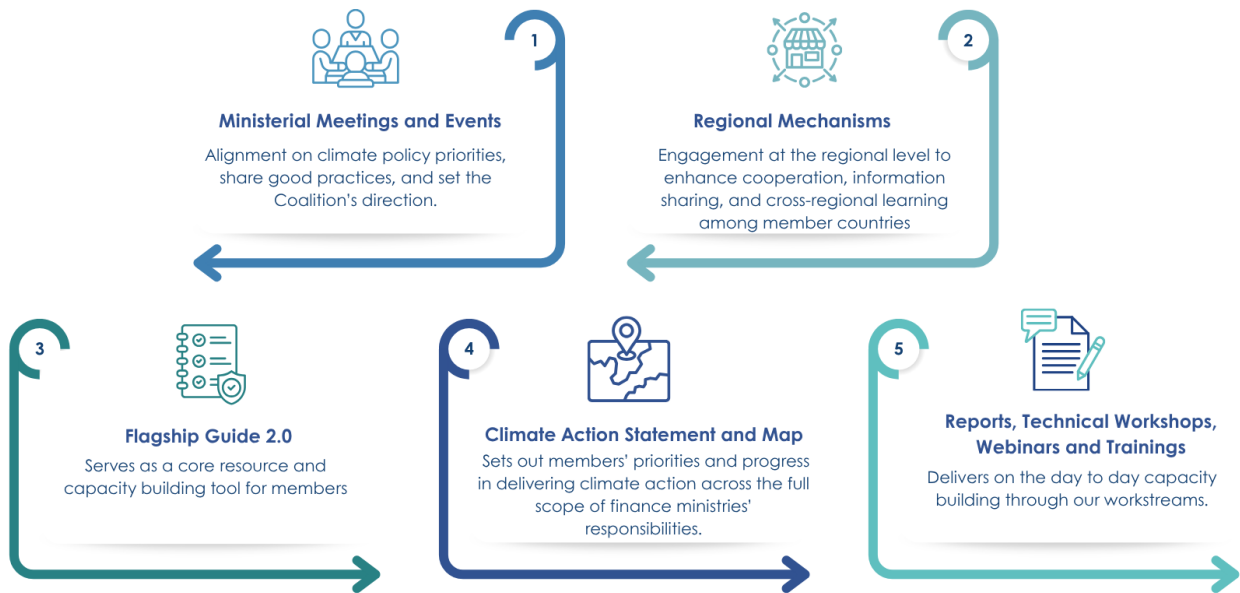 1
Ministerial Meetings and Events
Alignment on climate policy priorities,
share good practices, and set the
Coalition's direction.
2
Regional Mechanisms
Engagement at the regional level to
enhance cooperation, information
sharing, and cross-regional learning
among member countries
3
Flagship Guide 2.0
Serves as a core resource and
capacity building tool for members
4
Climate Action Statement and Map
Sets out members' priorities and progress
in delivering climate action across the full
scope of finance ministries'
responsibilities.
5
Reports, Technical Workshops,
Webinars and Trainings
Delivers on the day to day capacity
building through our workstreams.